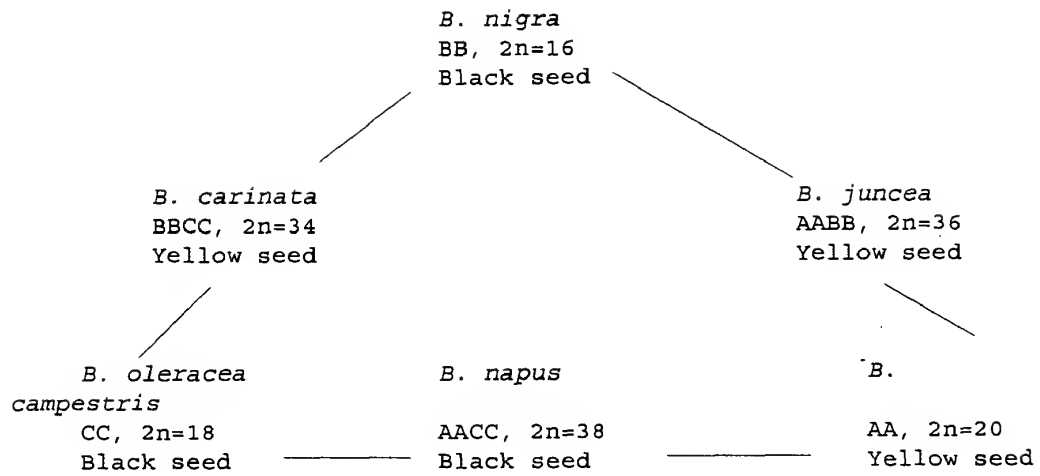 B. nigra
BB, 2n=16
Black seed
B. carinata
BBCC, 2n=34
Yellow seed
B. juncea
AABB, 2n=36
Yellow seed
B. oleracea
campestris
CC, 2n=18
Black seed
B. napus
AACC, 2n=38
Black seed
B.
AA, 2n=20
Yellow seed